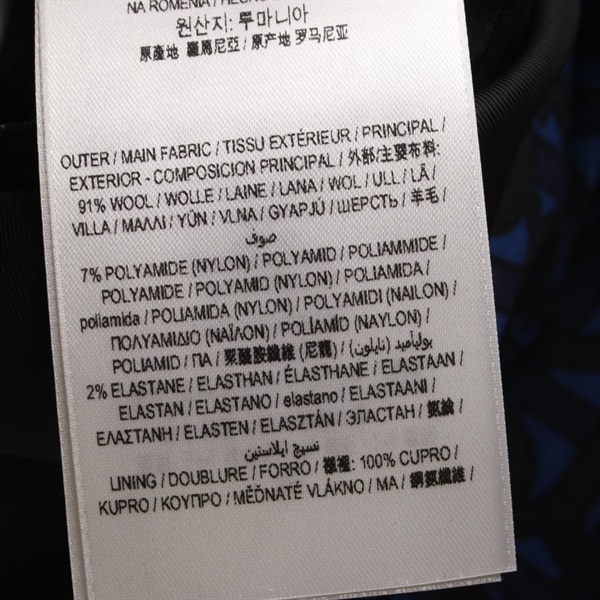 NA ROMENIA /
원산지: 루마니아
原產地 羅馬尼亞 / 原产地 罗马尼亚
OUTER / MAIN FABRIC / TISSU EXTÉRIEUR / PRINCIPAL /
EXTERIOR - COMPOSICION PRINCIPAL / 外部/主要布料:
91% WOOL / WOLLE / LAINE / LANA / WOL / ULL / LÃ /
VILLA / ΜΑΛΛΙ / YÜN / VLNA / GYAPJÚ / ШЕРСТЬ / 羊毛 /
صوف
7% POLYAMIDE (NYLON) / POLYAMID / POLIAMMIDE /
POLYAMIDE / POLYAMID (NYLON) / POLIAMIDA /
poliamida / POLIAMIDA (NYLON) / POLYAMIDI (NAILON) /
ΠΟΛΥΑΜΙΔΙΟ (ΝΑΪΛΟΝ) / POLİAMİD (NAYLON) /
POLIAMID / ПА / 聚醯胺纖維 (尼龍) / بوليأميد (نايلون) /
2% ELASTANE / ELASTHAN / ÉLASTHANE / ELASTAAN /
ELASTAN / ELASTANO / elastano / ELASTAANI /
ΕΛΑΣΤΑΝΗ / ELASTEN / ELASZTÁN / ЭЛАСТАН / 氨綸 /
نسيج ايلاستين
LINING / DOUBLURE / FORRO / 襯裡: 100% CUPRO /
KUPRO / ΚΟΥΠΡΟ / MĚĎNATÉ VLÁKNO / MA / 銅氨纖維 /